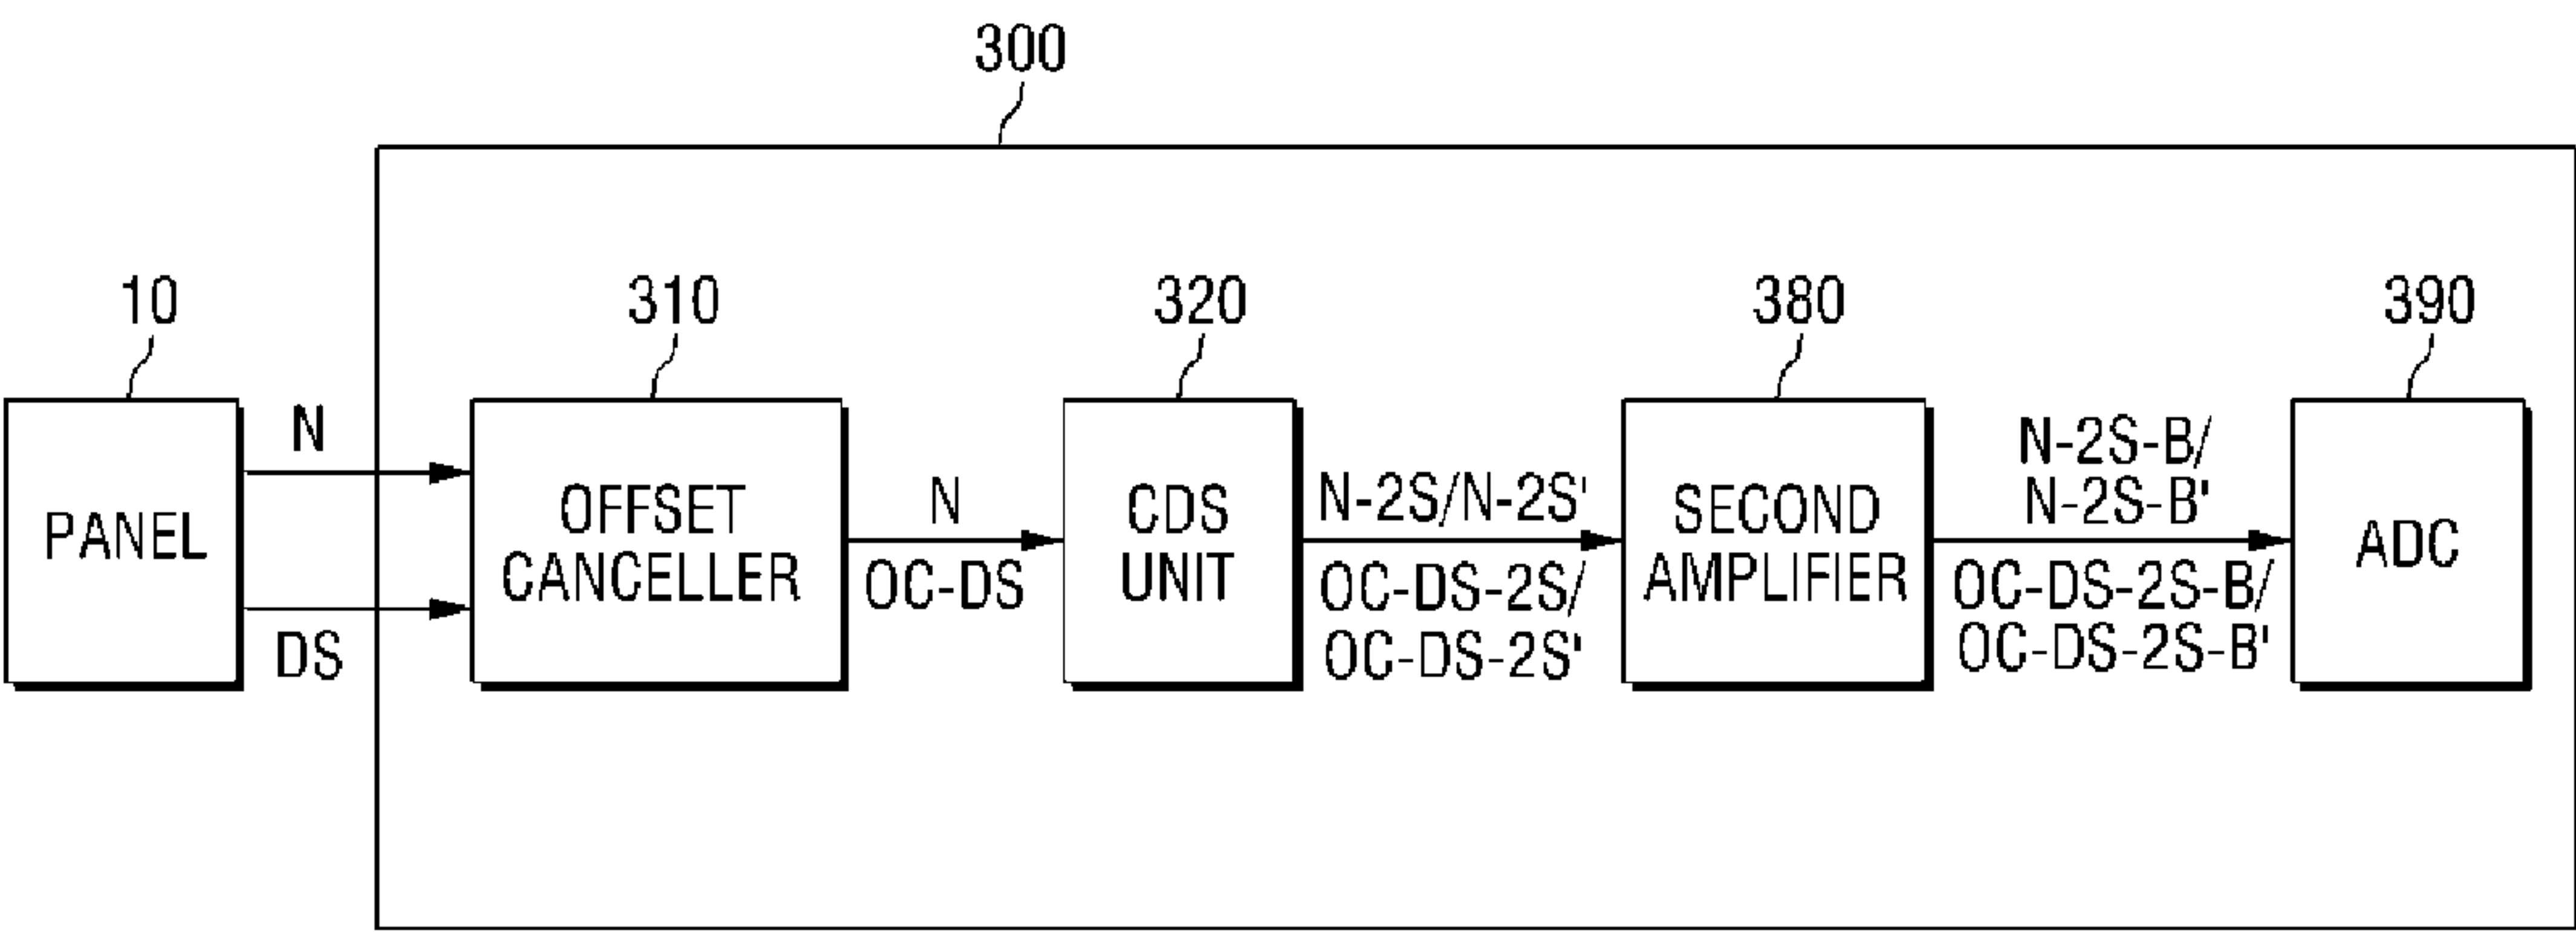 300
10
310
320
380
390
N
DS
PANEL
OFFSET
CANCELLER
N
OC-DS
CDS
UNIT
N-2S/N-2S'
OC-DS-2S/
OC-DS-2S'
SECOND
AMPLIFIER
N-2S-B/
N-2S-B'
OC-DS-2S-B/
OC-DS-2S-B'
ADC